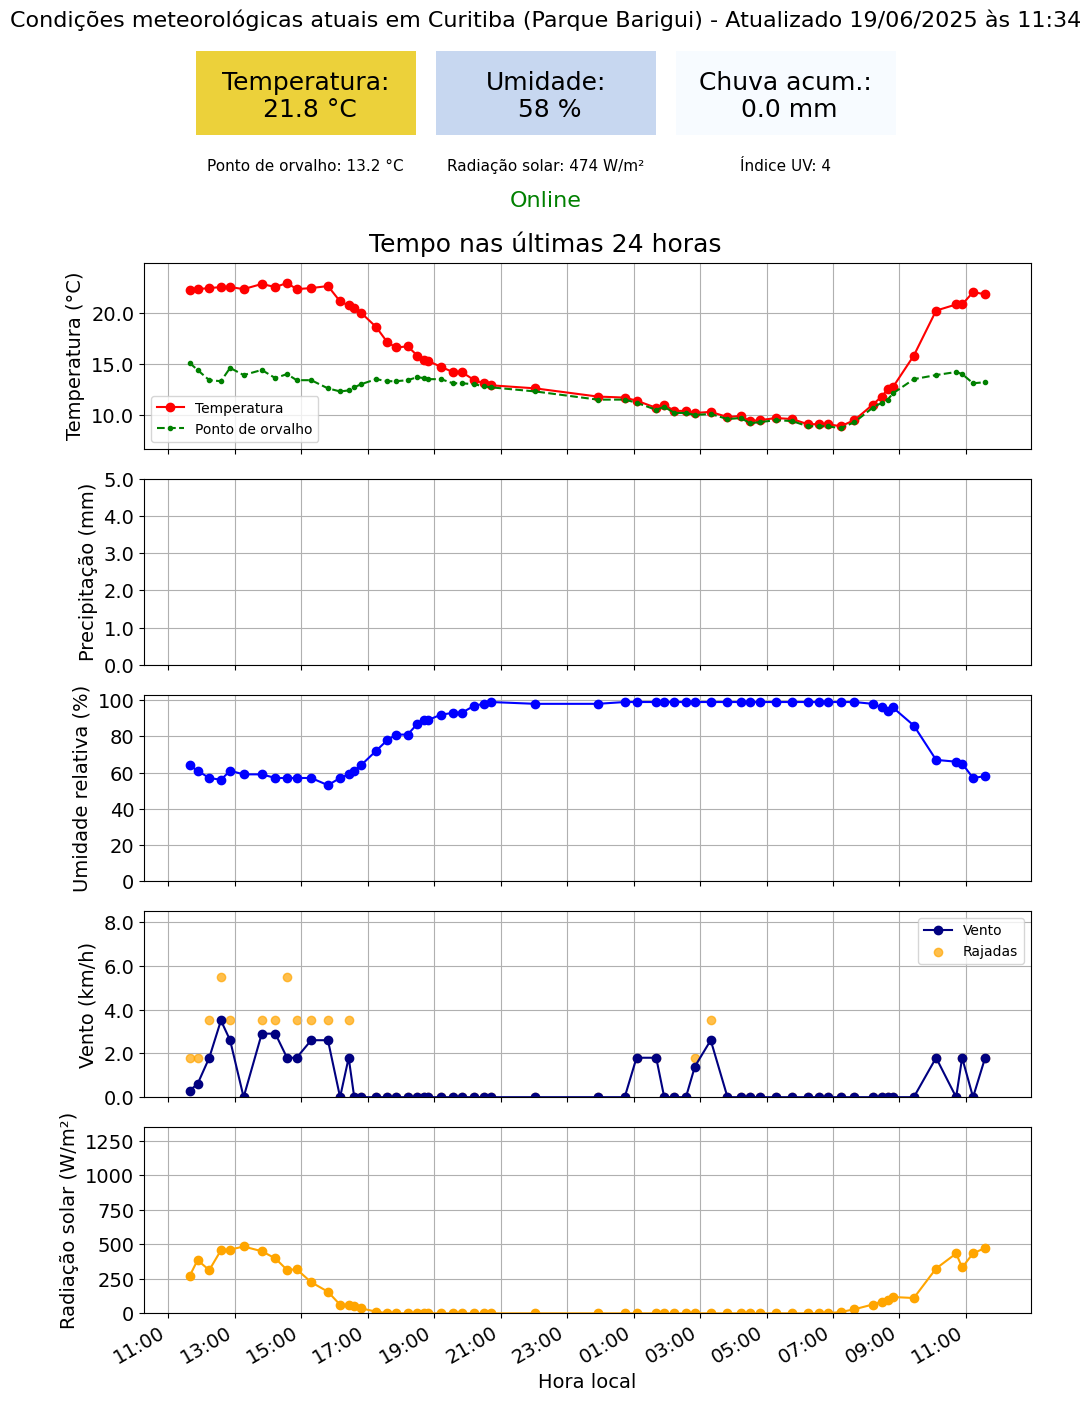 Condições meteorológicas atuais em Curitiba (Parque Barigui) - Atualizado 19/06/2025 às 11:34
Temperatura:
21.8 °C
Umidade:
58 %
Chuva acum.:
0.0 mm
Ponto de orvalho: 13.2 °C
Radiação solar: 474 W/m²
Índice UV: 4
Online
Tempo nas últimas 24 horas
Temperatura (°C)
20.0
15.0
10.0
Temperatura
Ponto de orvalho
Precipitação (mm)
5.0
4.0
3.0
2.0
1.0
0.0
Umidade relativa (%)
100
80
60
40
20
0
Vento (km/h)
8.0
6.0
4.0
2.0
0.0
Vento
Rajadas
Radiação solar (W/m²)
1250
1000
750
500
250
0
11:00
13:00
15:00
17:00
19:00
21:00
23:00
01:00
03:00
05:00
07:00
09:00
11:00
Hora local